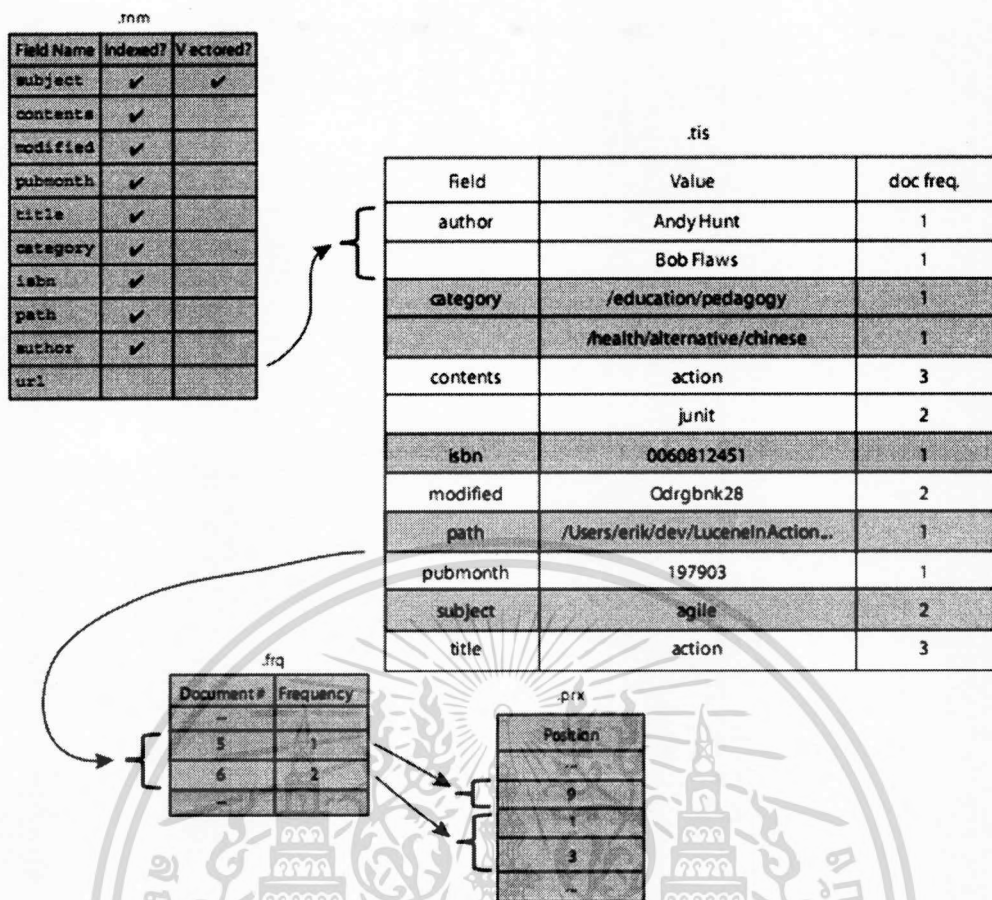 .fnm
Field Name Indexed? Vectored?
subject ✔ ✔
contents ✔
modified ✔
pubmonth ✔
title ✔
category ✔
isbn ✔
path ✔
author ✔
url
.tis
Field Value doc freq.
author Andy Hunt 1
Bob Flaws 1
category /education/pedagogy 1
/health/alternative/chinese 1
contents action 3
junit 2
isbn 0060812451 1
modified 0drgbnk28 2
path /Users/erik/dev/LuceneInAction... 1
pubmonth 197903 1
subject agile 2
title action 3
.frq
Document # Frequency
5 1
6 2
.prx
Position
9
1
3